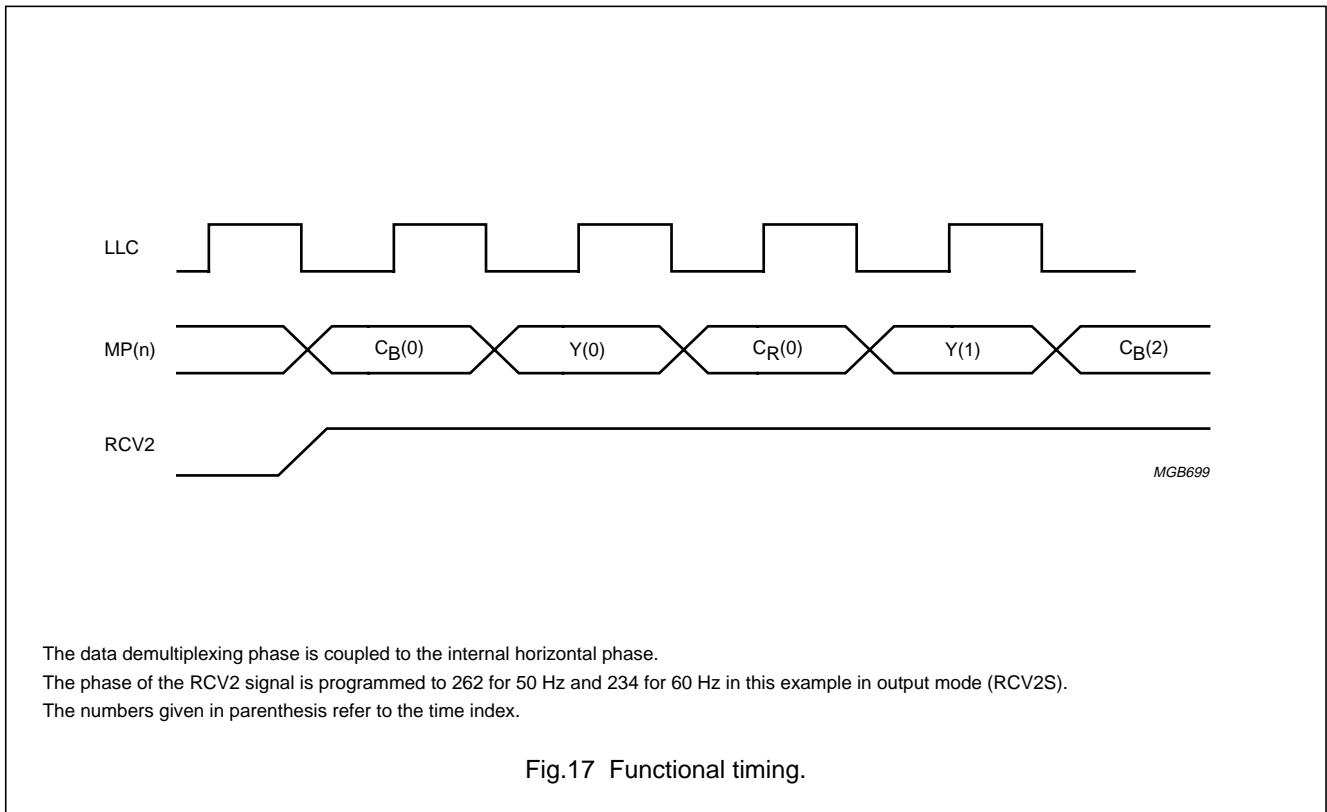 LLC
MP(n) CB(0) Y(0) CR(0) Y(1) CB(2)
RCV2
MGB699
The data demultiplexing phase is coupled to the internal horizontal phase.
The phase of the RCV2 signal is programmed to 262 for 50 Hz and 234 for 60 Hz in this example in output mode (RCV2S).
The numbers given in parenthesis refer to the time index.
Fig.17 Functional timing.